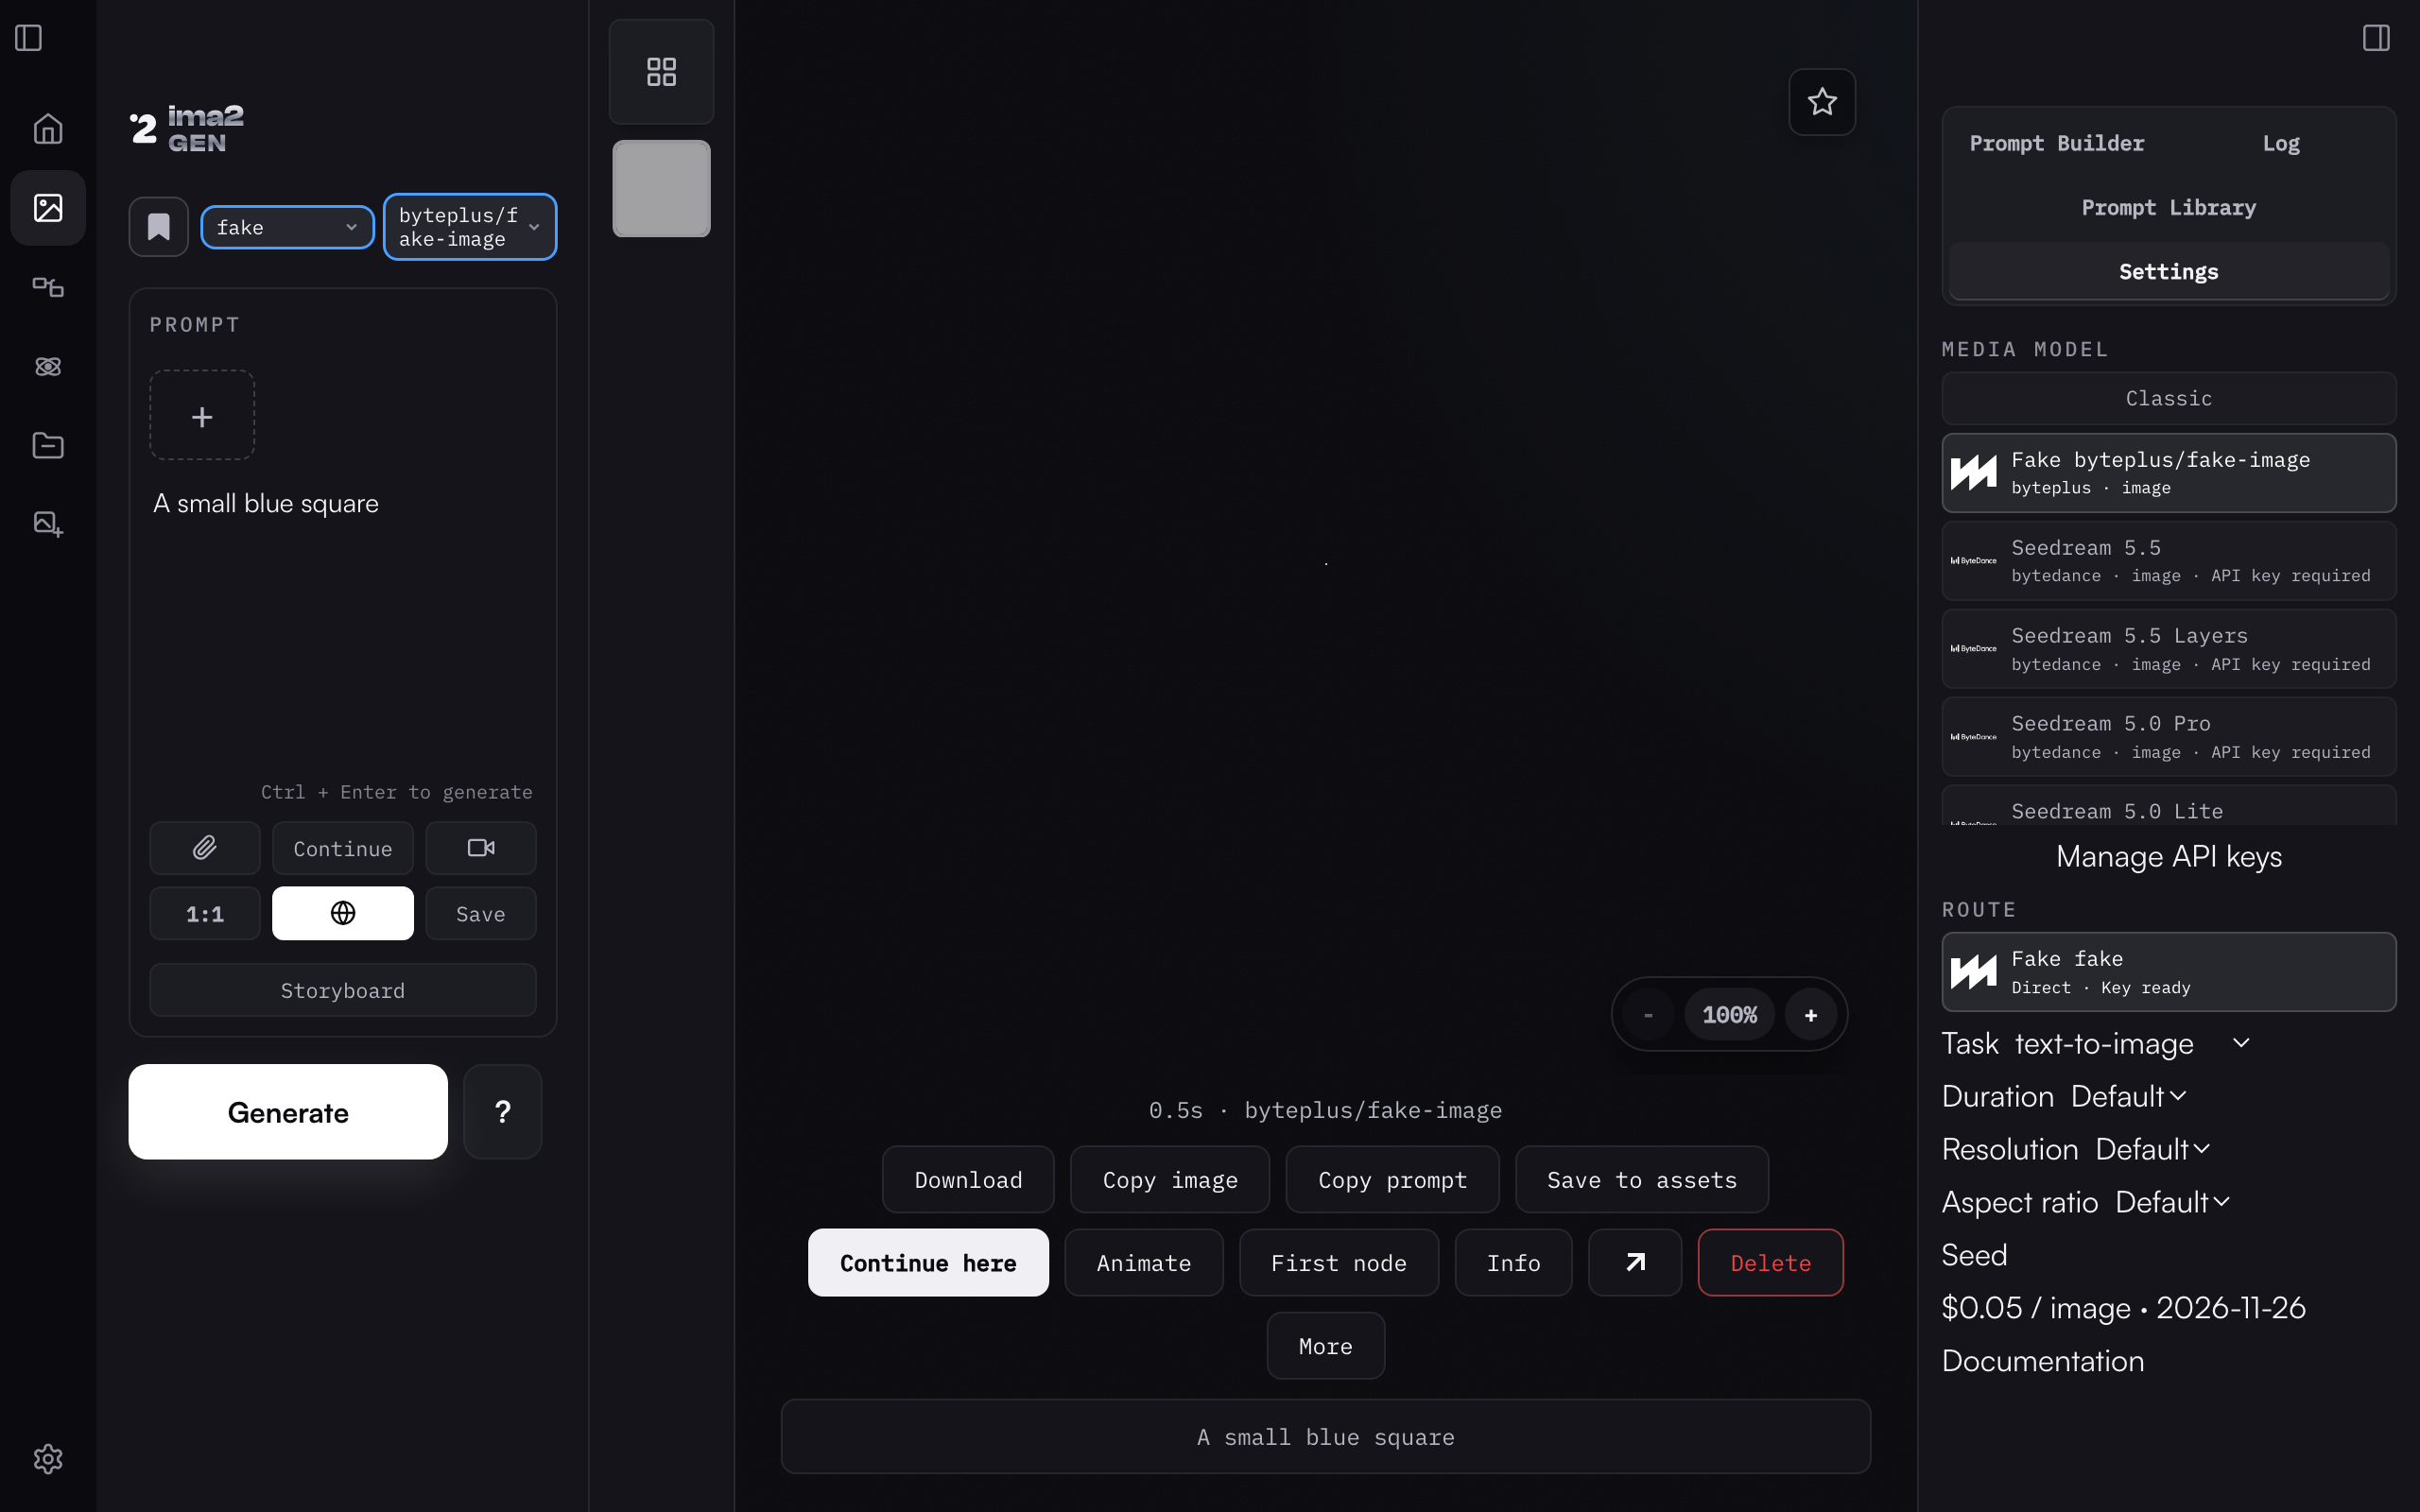 ima2
GEN
fake
byteplus/f
ake-image
PROMPT
+
A small blue square
Ctrl + Enter to generate
Continue
1:1
Save
Storyboard
Generate
?
100%
- +
0.5s · byteplus/fake-image
Download
Copy image
Copy prompt
Save to assets
Continue here
Animate
First node
Info
Delete
More
A small blue square
Prompt Builder
Log
Prompt Library
Settings
MEDIA MODEL
Classic
Fake byteplus/fake-image
byteplus · image
ByteDance
Seedream 5.5
bytedance · image · API key required
ByteDance
Seedream 5.5 Layers
bytedance · image · API key required
ByteDance
Seedream 5.0 Pro
bytedance · image · API key required
Seedream 5.0 Lite
Manage API keys
ROUTE
Fake fake
Direct · Key ready
Task text-to-image
Duration Default
Resolution Default
Aspect ratio Default
Seed
$0.05 / image • 2026-11-26
Documentation